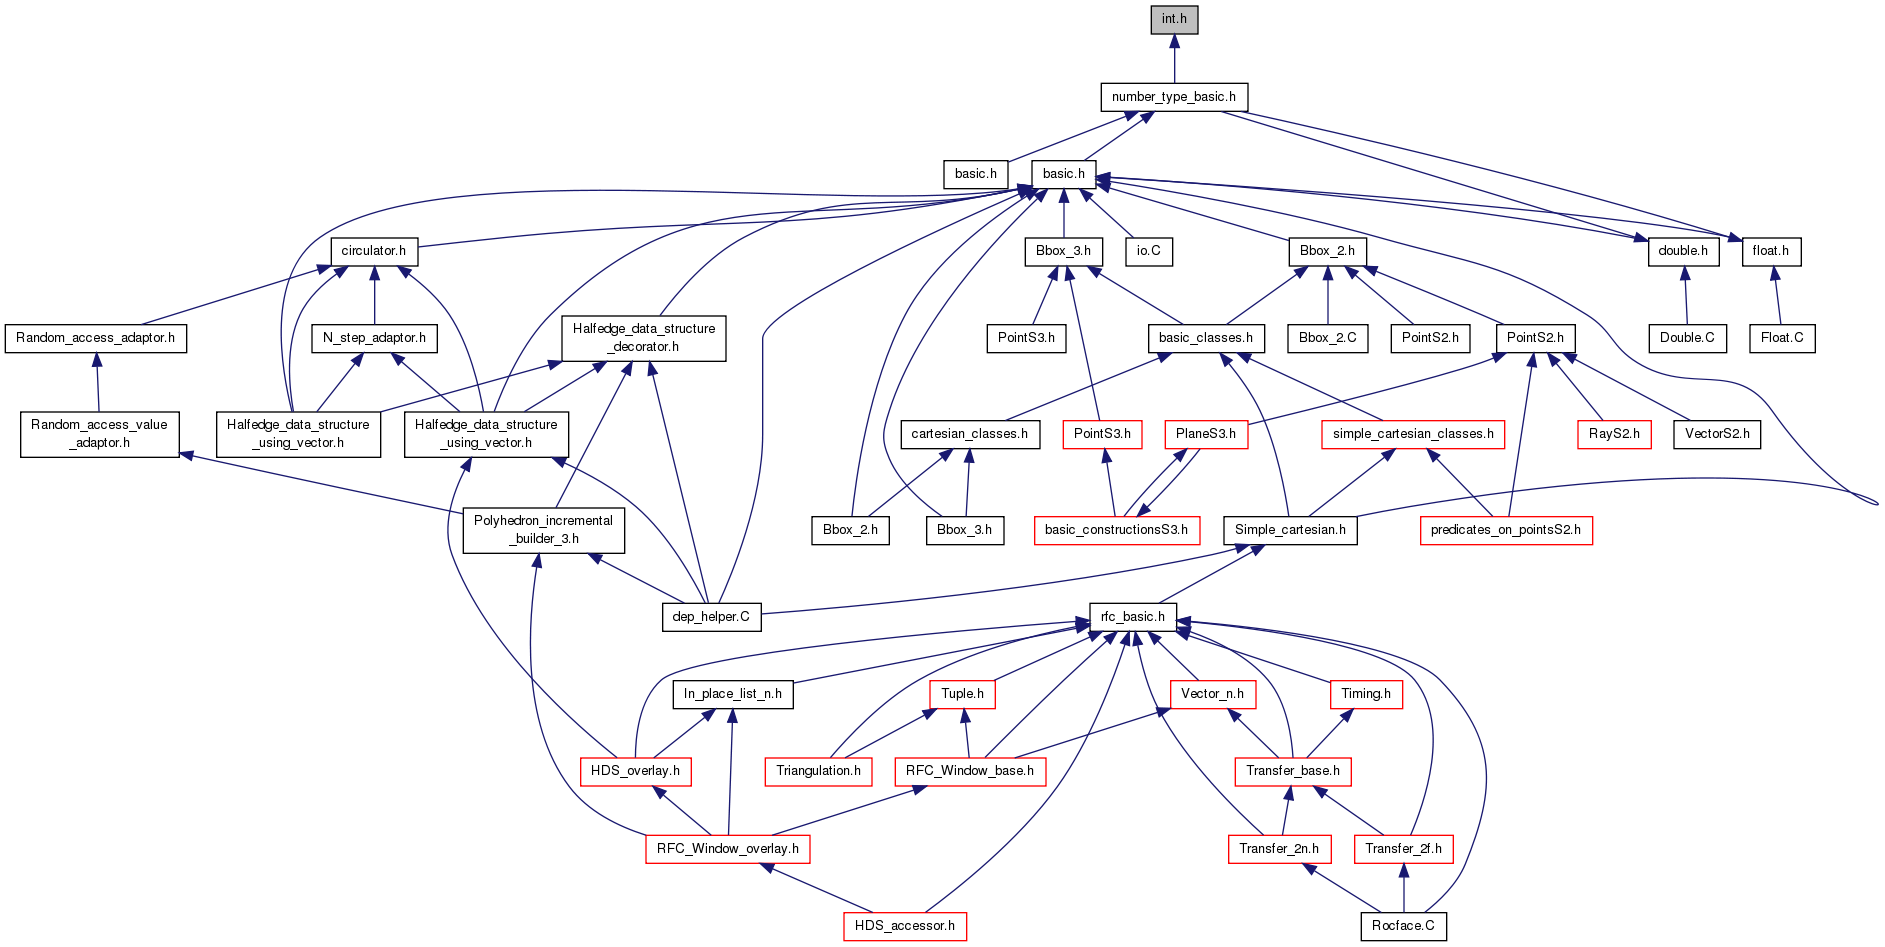 int.h
number_type_basic.h
basic.h
basic.h
circulator.h
Bbox_3.h
io.C
Bbox_2.h
double.h
float.h
Random_access_adaptor.h
N_step_adaptor.h
Halfedge_data_structure
_decorator.h
PointS3.h
basic_classes.h
Bbox_2.C
PointS2.h
PointS2.h
Double.C
Float.C
Random_access_value
_adaptor.h
Halfedge_data_structure
_using_vector.h
Halfedge_data_structure
_using_vector.h
cartesian_classes.h
PointS3.h
PlaneS3.h
simple_cartesian_classes.h
RayS2.h
VectorS2.h
Polyhedron_incremental
_builder_3.h
Bbox_2.h
Bbox_3.h
basic_constructionsS3.h
Simple_cartesian.h
predicates_on_pointsS2.h
dep_helper.C
rfc_basic.h
In_place_list_n.h
Tuple.h
Vector_n.h
Timing.h
HDS_overlay.h
Triangulation.h
RFC_Window_base.h
Transfer_base.h
RFC_Window_overlay.h
Transfer_2n.h
Transfer_2f.h
HDS_accessor.h
Rocface.C